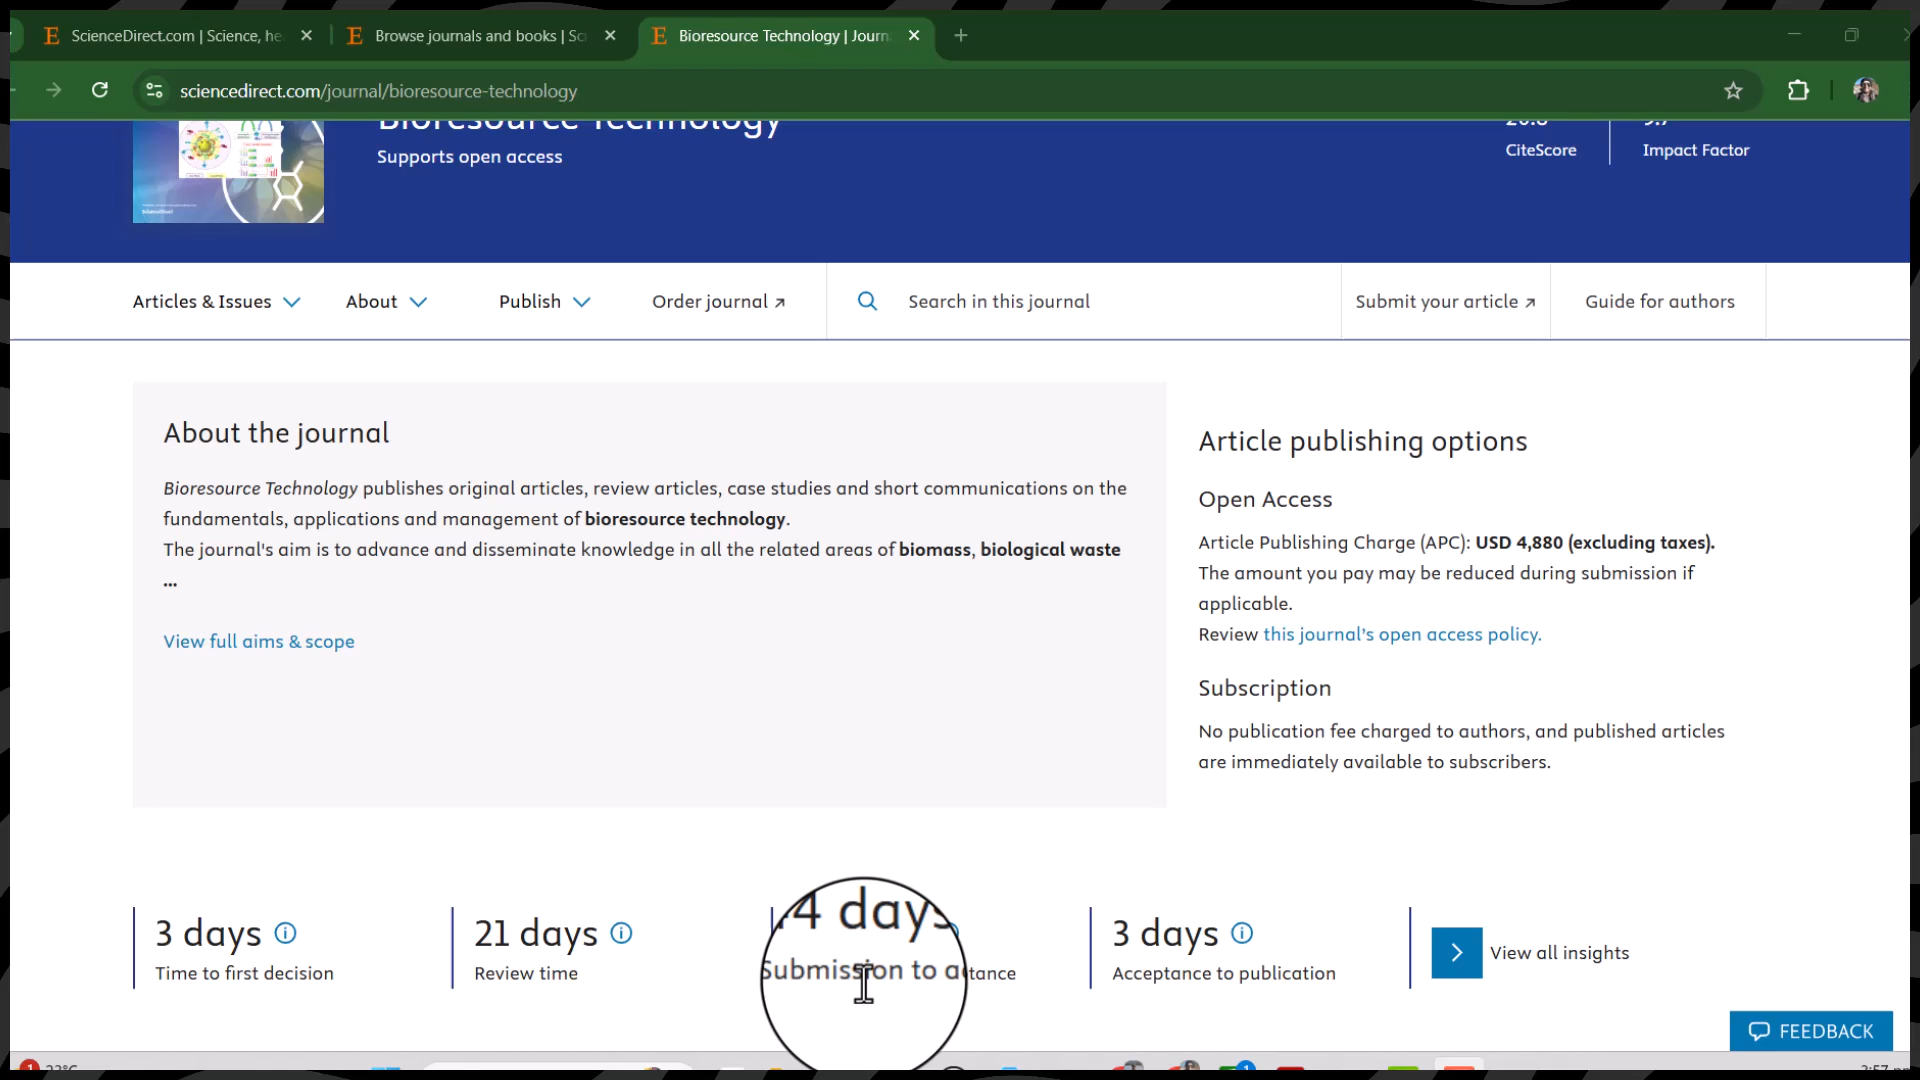 ScienceDirect.com | Science, he
Browse journals and books | Sc
Bioresource Technology | Journ
sciencedirect.com/journal/bioresource-technology
Bioresource Technology
Supports open access
CiteScore
Impact Factor
Articles & Issues
About
Publish
Order journal
Search in this journal
Submit your article
Guide for authors
About the journal
Bioresource Technology publishes original articles, review articles, case studies and short communications on the
fundamentals, applications and management of bioresource technology.
The journal's aim is to advance and disseminate knowledge in all the related areas of biomass, biological waste
...
View full aims & scope
Article publishing options
Open Access
Article Publishing Charge (APC): USD 4,880 (excluding taxes).
The amount you pay may be reduced during submission if
applicable.
Review this journal's open access policy.
Subscription
No publication fee charged to authors, and published articles
are immediately available to subscribers.
3 days
Time to first decision
21 days
Review time
4 days
Submission to a tance
3 days
Acceptance to publication
View all insights
FEEDBACK